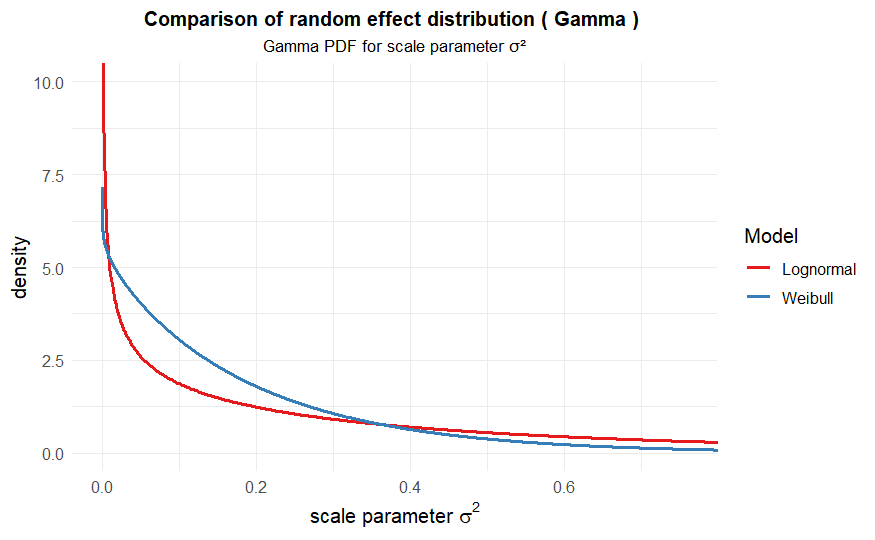 Comparison of random effect distribution ( Gamma )
Gamma PDF for scale parameter σ²
10.0
7.5
5.0
2.5
0.0
density
0.0 0.2 0.4 0.6
scale parameter σ²
Model
Lognormal
Weibull